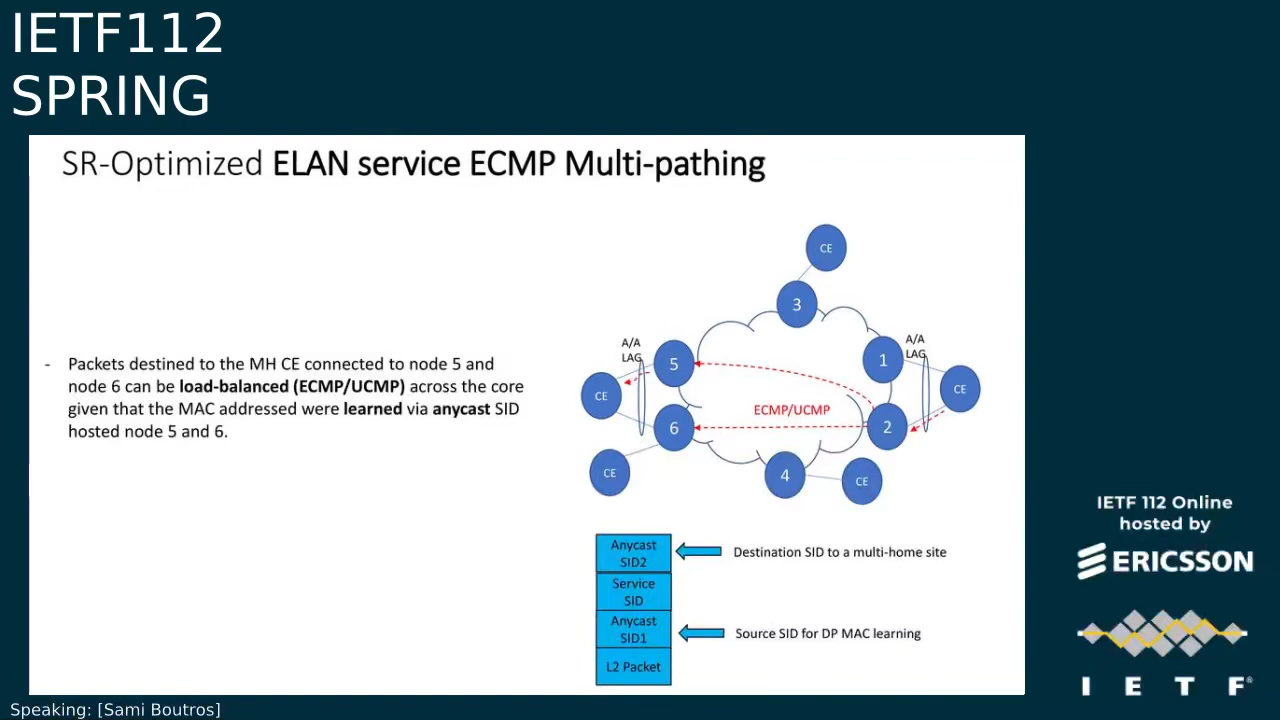 IETF112
SPRING
SR-Optimized ELAN service ECMP Multi-pathing
- Packets destined to the MH CE connected to node 5 and
node 6 can be load-balanced (ECMP/UCMP) across the core
given that the MAC addressed were learned via anycast SID
hosted node 5 and 6.
CE
3
A/A
LAG
5
1
A/A
LAG
CE
CE
ECMP/UCMP
6
2
CE
4
CE
Anycast
SID2
Destination SID to a multi-home site
Service
SID
Anycast
SID1
Source SID for DP MAC learning
L2 Packet
IETF 112 Online
hosted by
ERICSSON
I E T F®
Speaking: [Sami Boutros]